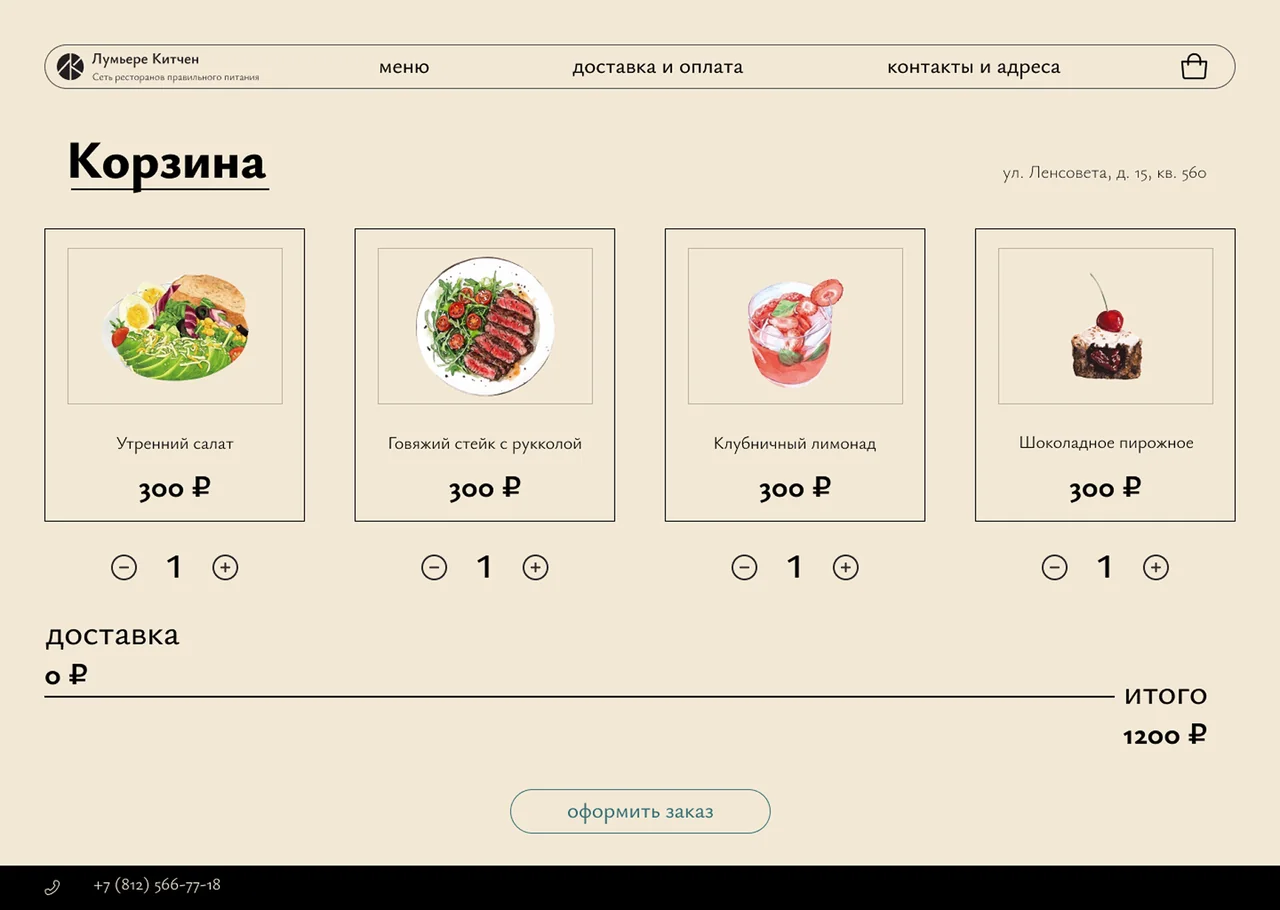 Лумьере Китчен
Сеть ресторанов правильного питания
меню
доставка и оплата
контакты и адреса
Корзина
ул. Ленсовета, д. 15, кв. 560
Утренний салат
300 ₽
1
Говяжий стейк с рукколой
300 ₽
1
Клубничный лимонад
300 ₽
1
Шоколадное пирожное
300 ₽
1
доставка
0 ₽
итого
1200 ₽
оформить заказ
+7 (812) 566-77-18